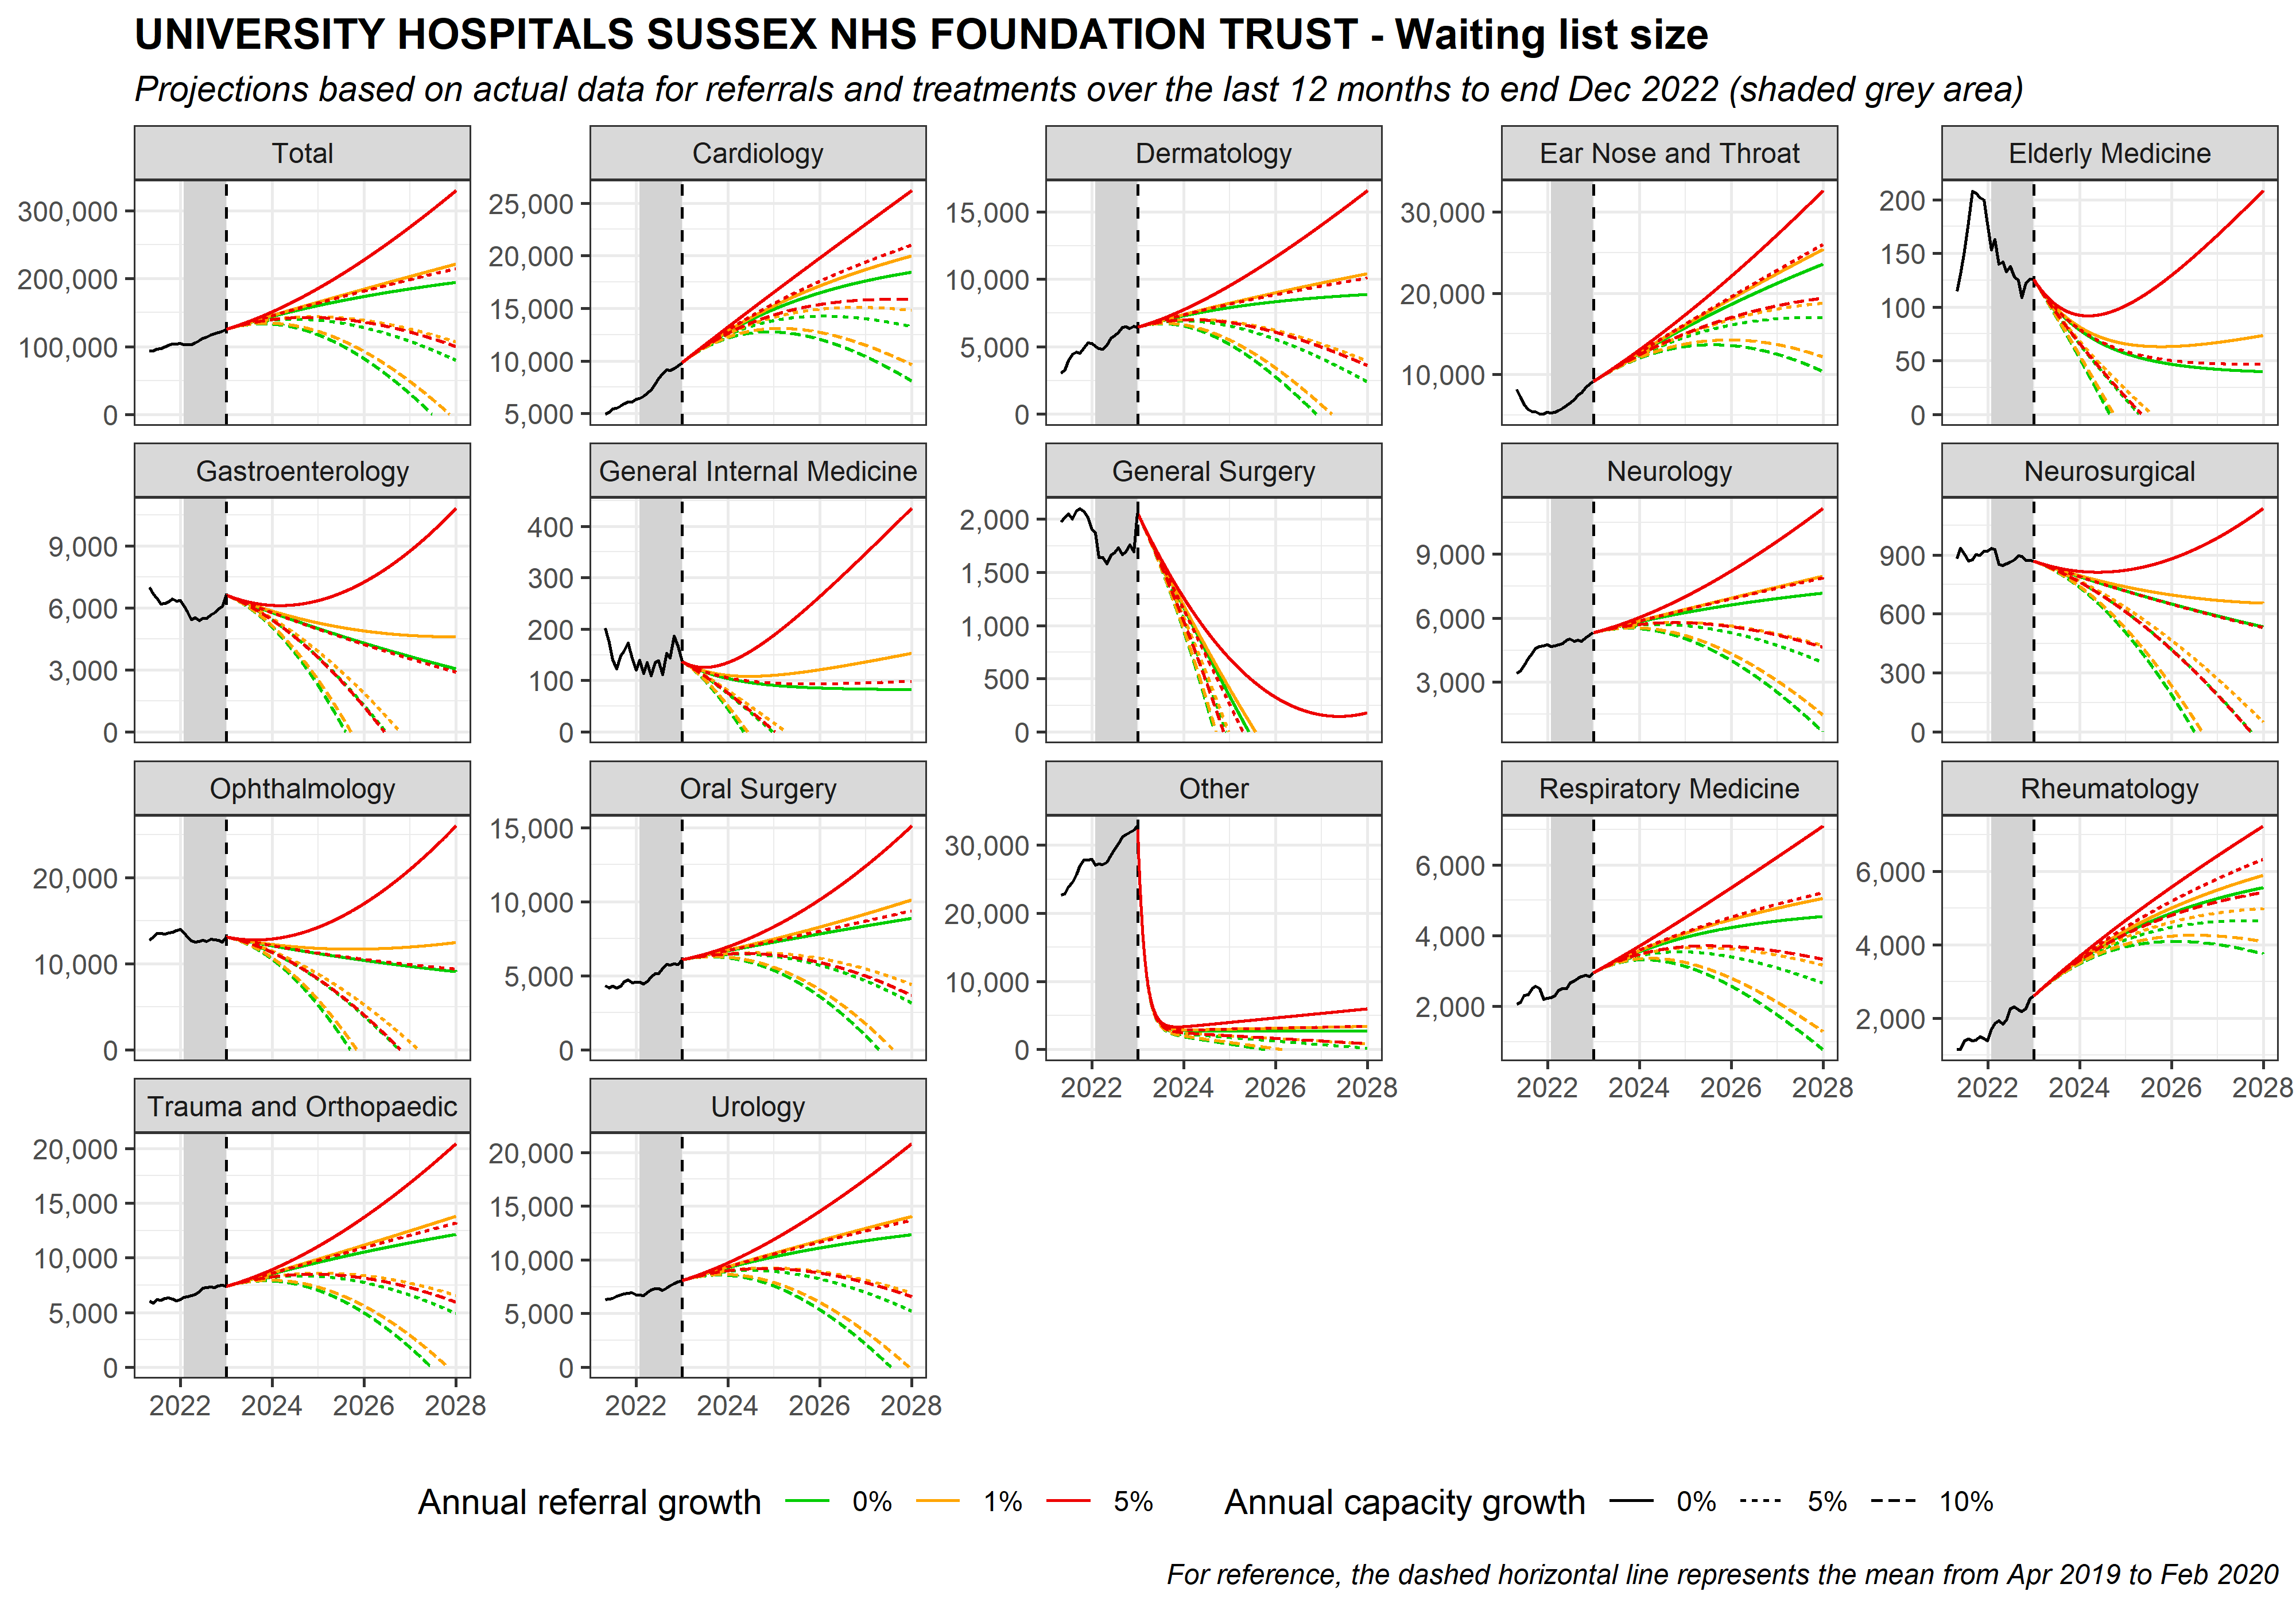 UNIVERSITY HOSPITALS SUSSEX NHS FOUNDATION TRUST - Waiting list size
Projections based on actual data for referrals and treatments over the last 12 months to end Dec 2022 (shaded grey area)
Total
300,000
200,000
100,000
0
Cardiology
25,000
20,000
15,000
10,000
5,000
Dermatology
15,000
10,000
5,000
0
Ear Nose and Throat
30,000
20,000
10,000
Elderly Medicine
200
150
100
50
0
Gastroenterology
9,000
6,000
3,000
0
General Internal Medicine
400
300
200
100
0
General Surgery
2,000
1,500
1,000
500
0
Neurology
9,000
6,000
3,000
Neurosurgical
900
600
300
0
Ophthalmology
20,000
10,000
0
Oral Surgery
15,000
10,000
5,000
0
Other
30,000
20,000
10,000
0
2022 2024 2026 2028
Respiratory Medicine
6,000
4,000
2,000
2022 2024 2026 2028
Rheumatology
6,000
4,000
2,000
2022 2024 2026 2028
Trauma and Orthopaedic
20,000
15,000
10,000
5,000
0
2022 2024 2026 2028
Urology
20,000
15,000
10,000
5,000
0
2022 2024 2026 2028
Annual referral growth 0% 1% 5% Annual capacity growth 0% 5% 10%
For reference, the dashed horizontal line represents the mean from Apr 2019 to Feb 2020